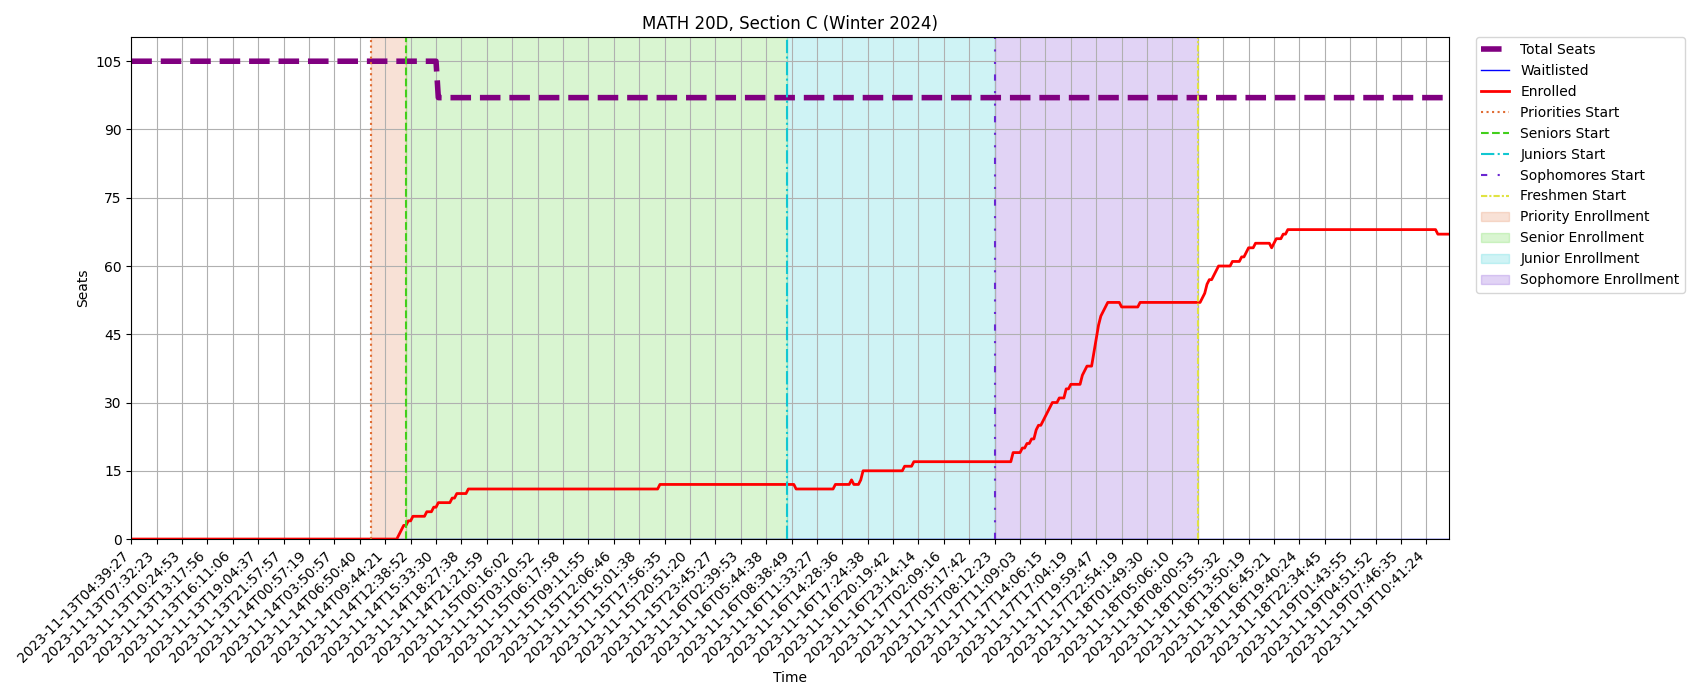 MATH 20D, Section C (Winter 2024)
Total Seats
Waitlisted
Enrolled
Priorities Start
Seniors Start
Juniors Start
Sophomores Start
Freshmen Start
Priority Enrollment
Senior Enrollment
Junior Enrollment
Sophomore Enrollment
Seats
105
90
75
60
45
30
15
0
2023-11-13T04:39:27
2023-11-13T07:32:23
2023-11-13T10:24:53
2023-11-13T13:17:56
2023-11-13T16:11:06
2023-11-13T19:04:37
2023-11-13T21:57:57
2023-11-14T00:57:19
2023-11-14T03:50:57
2023-11-14T06:50:40
2023-11-14T09:44:21
2023-11-14T12:38:52
2023-11-14T15:33:30
2023-11-14T18:27:38
2023-11-14T21:21:59
2023-11-15T00:16:02
2023-11-15T03:10:52
2023-11-15T06:17:58
2023-11-15T09:11:55
2023-11-15T12:06:46
2023-11-15T15:01:38
2023-11-15T17:56:35
2023-11-15T20:51:20
2023-11-15T23:45:27
2023-11-16T02:39:53
2023-11-16T05:44:38
2023-11-16T08:38:49
2023-11-16T11:33:27
2023-11-16T14:28:36
2023-11-16T17:24:38
2023-11-16T20:19:42
2023-11-16T23:14:14
2023-11-17T02:09:16
2023-11-17T05:17:42
2023-11-17T08:12:23
2023-11-17T11:09:03
2023-11-17T14:06:15
2023-11-17T17:04:19
2023-11-17T19:59:47
2023-11-17T22:54:19
2023-11-18T01:49:30
2023-11-18T05:06:10
2023-11-18T08:00:53
2023-11-18T10:55:32
2023-11-18T13:50:19
2023-11-18T16:45:21
2023-11-18T19:40:24
2023-11-18T22:34:45
2023-11-19T01:43:55
2023-11-19T04:51:52
2023-11-19T07:46:35
2023-11-19T10:41:24
Time